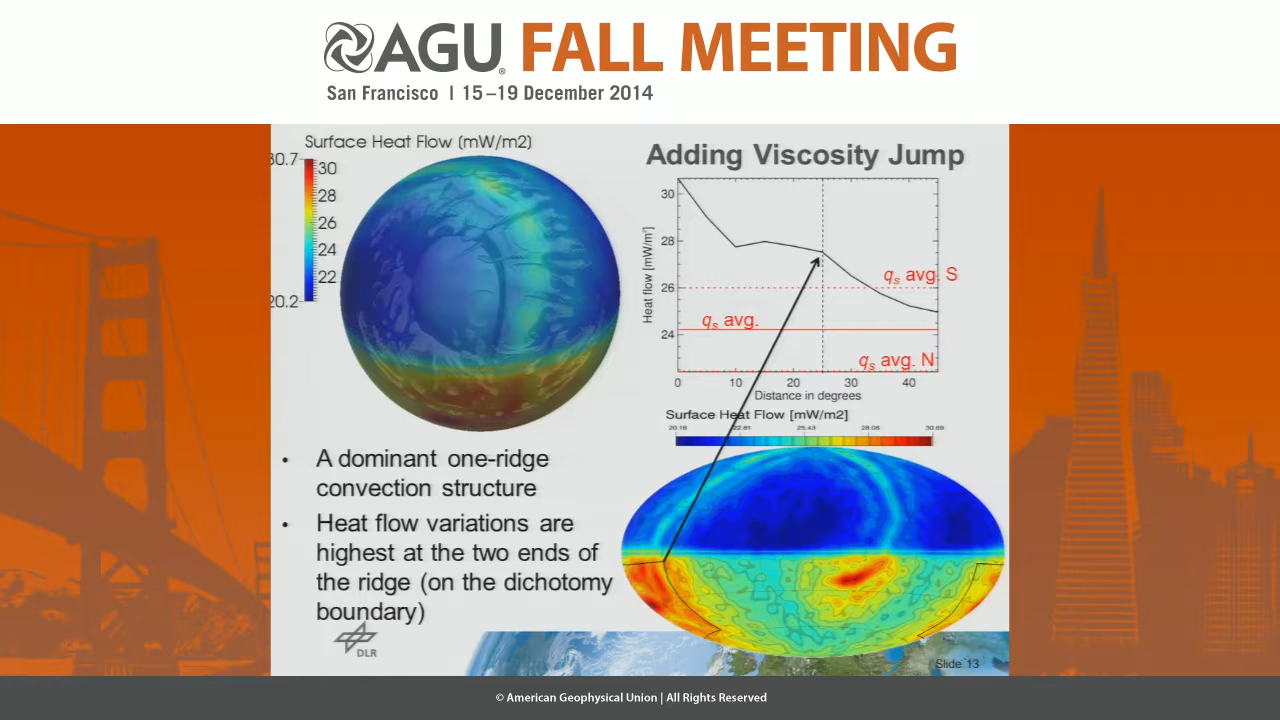 AGU FALL MEETING
San Francisco | 15–19 December 2014
Surface Heat Flow [mW/m2]
30.7
30
28
26
24
22
20.2
Adding Viscosity Jump
Heat flow [mW/m²]
30
28
26
24
qs avg. S
qs avg.
qs avg. N
0 10 20 30 40
Distance in degrees
Surface Heat Flow [mW/m2]
20.18 22.81 25.43 28.06 30.69
• A dominant one-ridge
convection structure
• Heat flow variations are
highest at the two ends of
the ridge (on the dichotomy
boundary)
DLR
Slide 13
© American Geophysical Union | All Rights Reserved